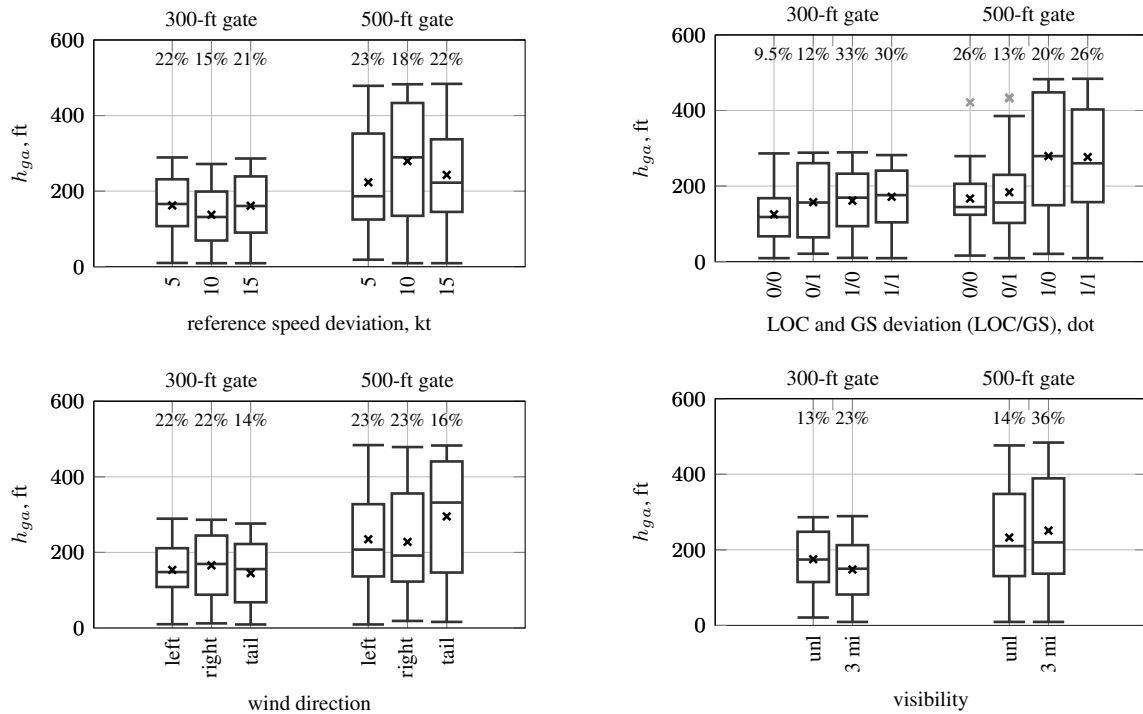 300-ft gate 500-ft gate
600
22% 15% 21% 23% 18% 22%
400
h_ga, ft
200
0
5 10 15 5 10 15
reference speed deviation, kt
300-ft gate 500-ft gate
600
9.5% 12% 33% 30% 26% 13% 20% 26%
400
h_ga, ft
200
0
0/0 0/1 1/0 1/1 0/0 0/1 1/0 1/1
LOC and GS deviation (LOC/GS), dot
300-ft gate 500-ft gate
600
22% 22% 14% 23% 23% 16%
400
h_ga, ft
200
0
left right tail left right tail
wind direction
300-ft gate 500-ft gate
600
13% 23% 14% 36%
400
h_ga, ft
200
0
unl 3 mi unl 3 mi
visibility